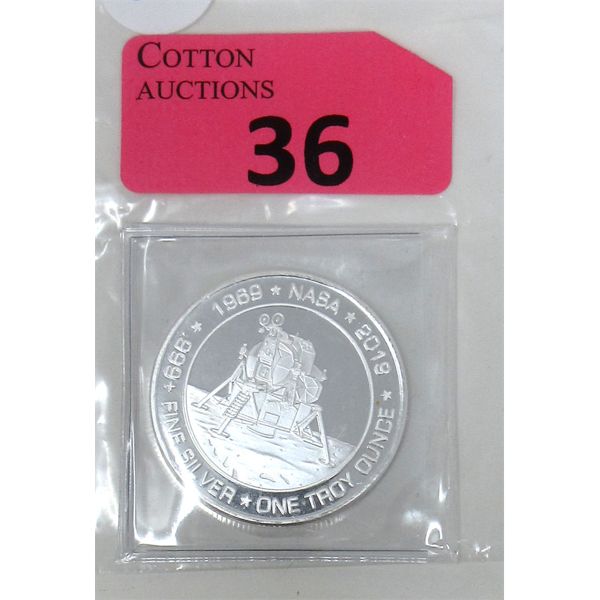 COTTON
AUCTIONS
36
1969 ★ NASA ★ 2019 ★
.999+ FINE SILVER ★ ONE TROY OUNCE